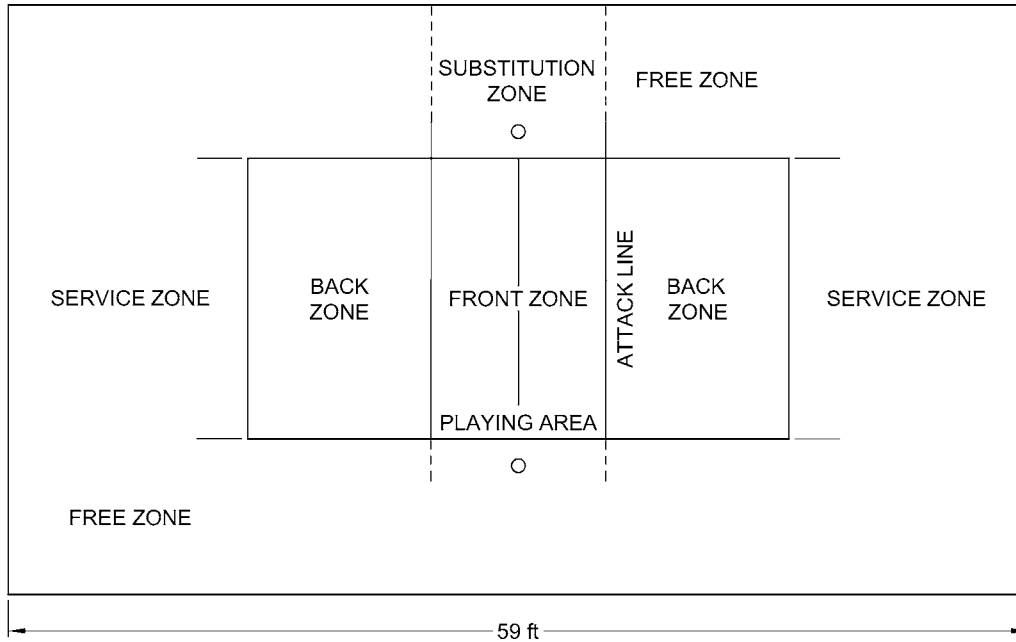 SUBSTITUTION
ZONE
FREE ZONE
SERVICE ZONE
BACK
ZONE
FRONT ZONE
ATTACK LINE
BACK
ZONE
SERVICE ZONE
PLAYING AREA
FREE ZONE
59 ft